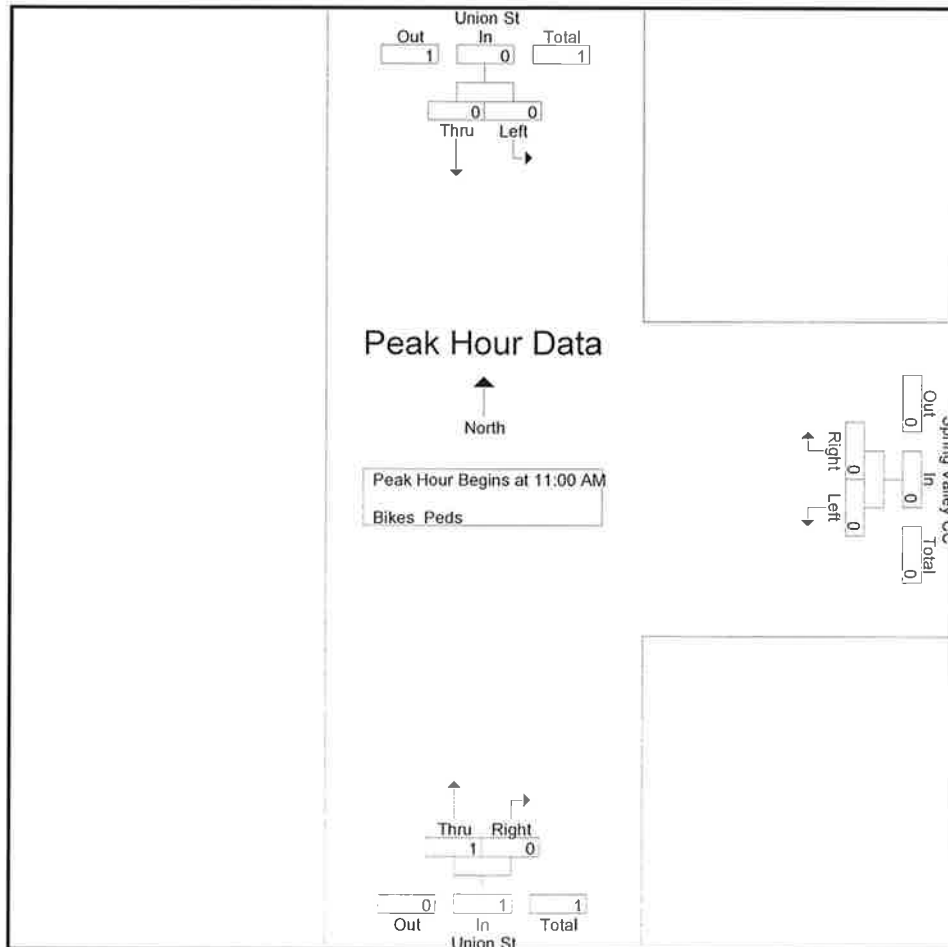 Union St
Out In Total
1 0 1
0 0
Thru Left
Peak Hour Data
North
Peak Hour Begins at 11:00 AM
Bikes Peds
Out In Total
0 0 0
Right Left
0 0
Thru Right
1 0
0 1 1
Out In Total
Union St